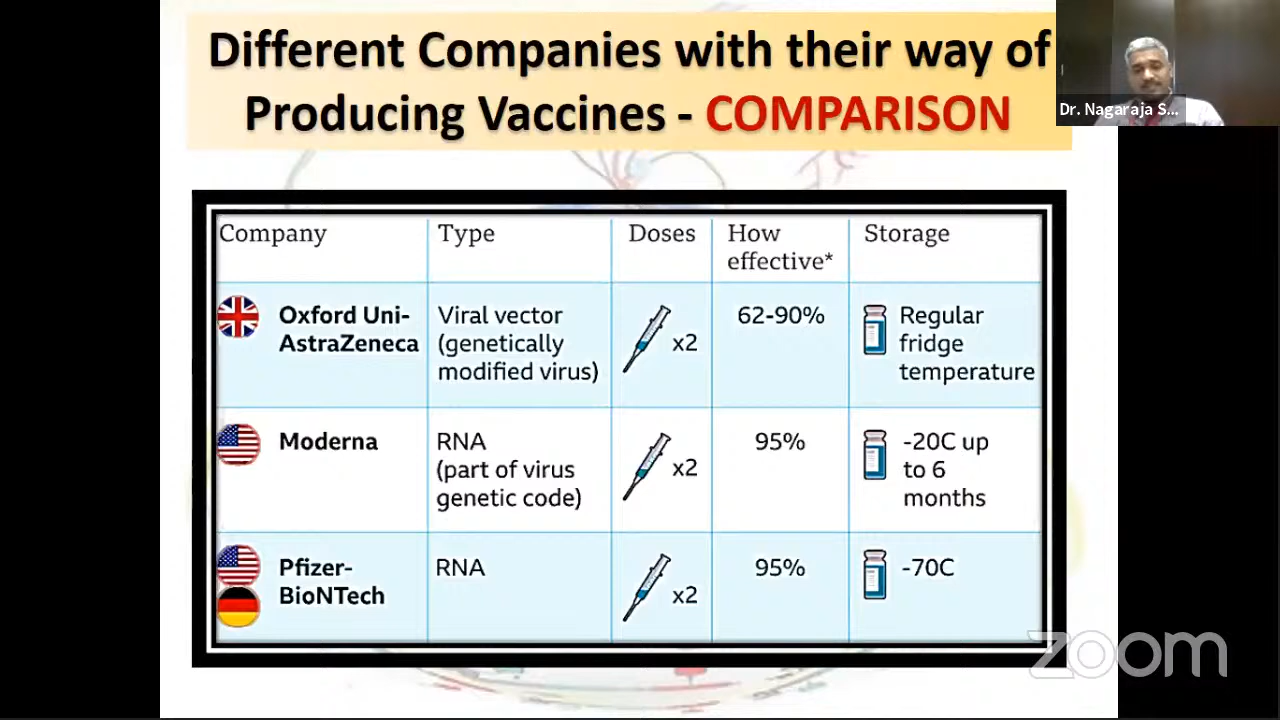 Different Companies with their way of
Producing Vaccines - COMPARISON
Dr. Nagaraja S...
Company
Type
Doses
How
effective*
Storage
Oxford Uni-
AstraZeneca
Viral vector
(genetically
modified virus)
x2
62-90%
Regular
fridge
temperature
Moderna
RNA
(part of virus
genetic code)
x2
95%
-20C up
to 6
months
Pfizer-
BioNTech
RNA
x2
95%
-70C
zoom